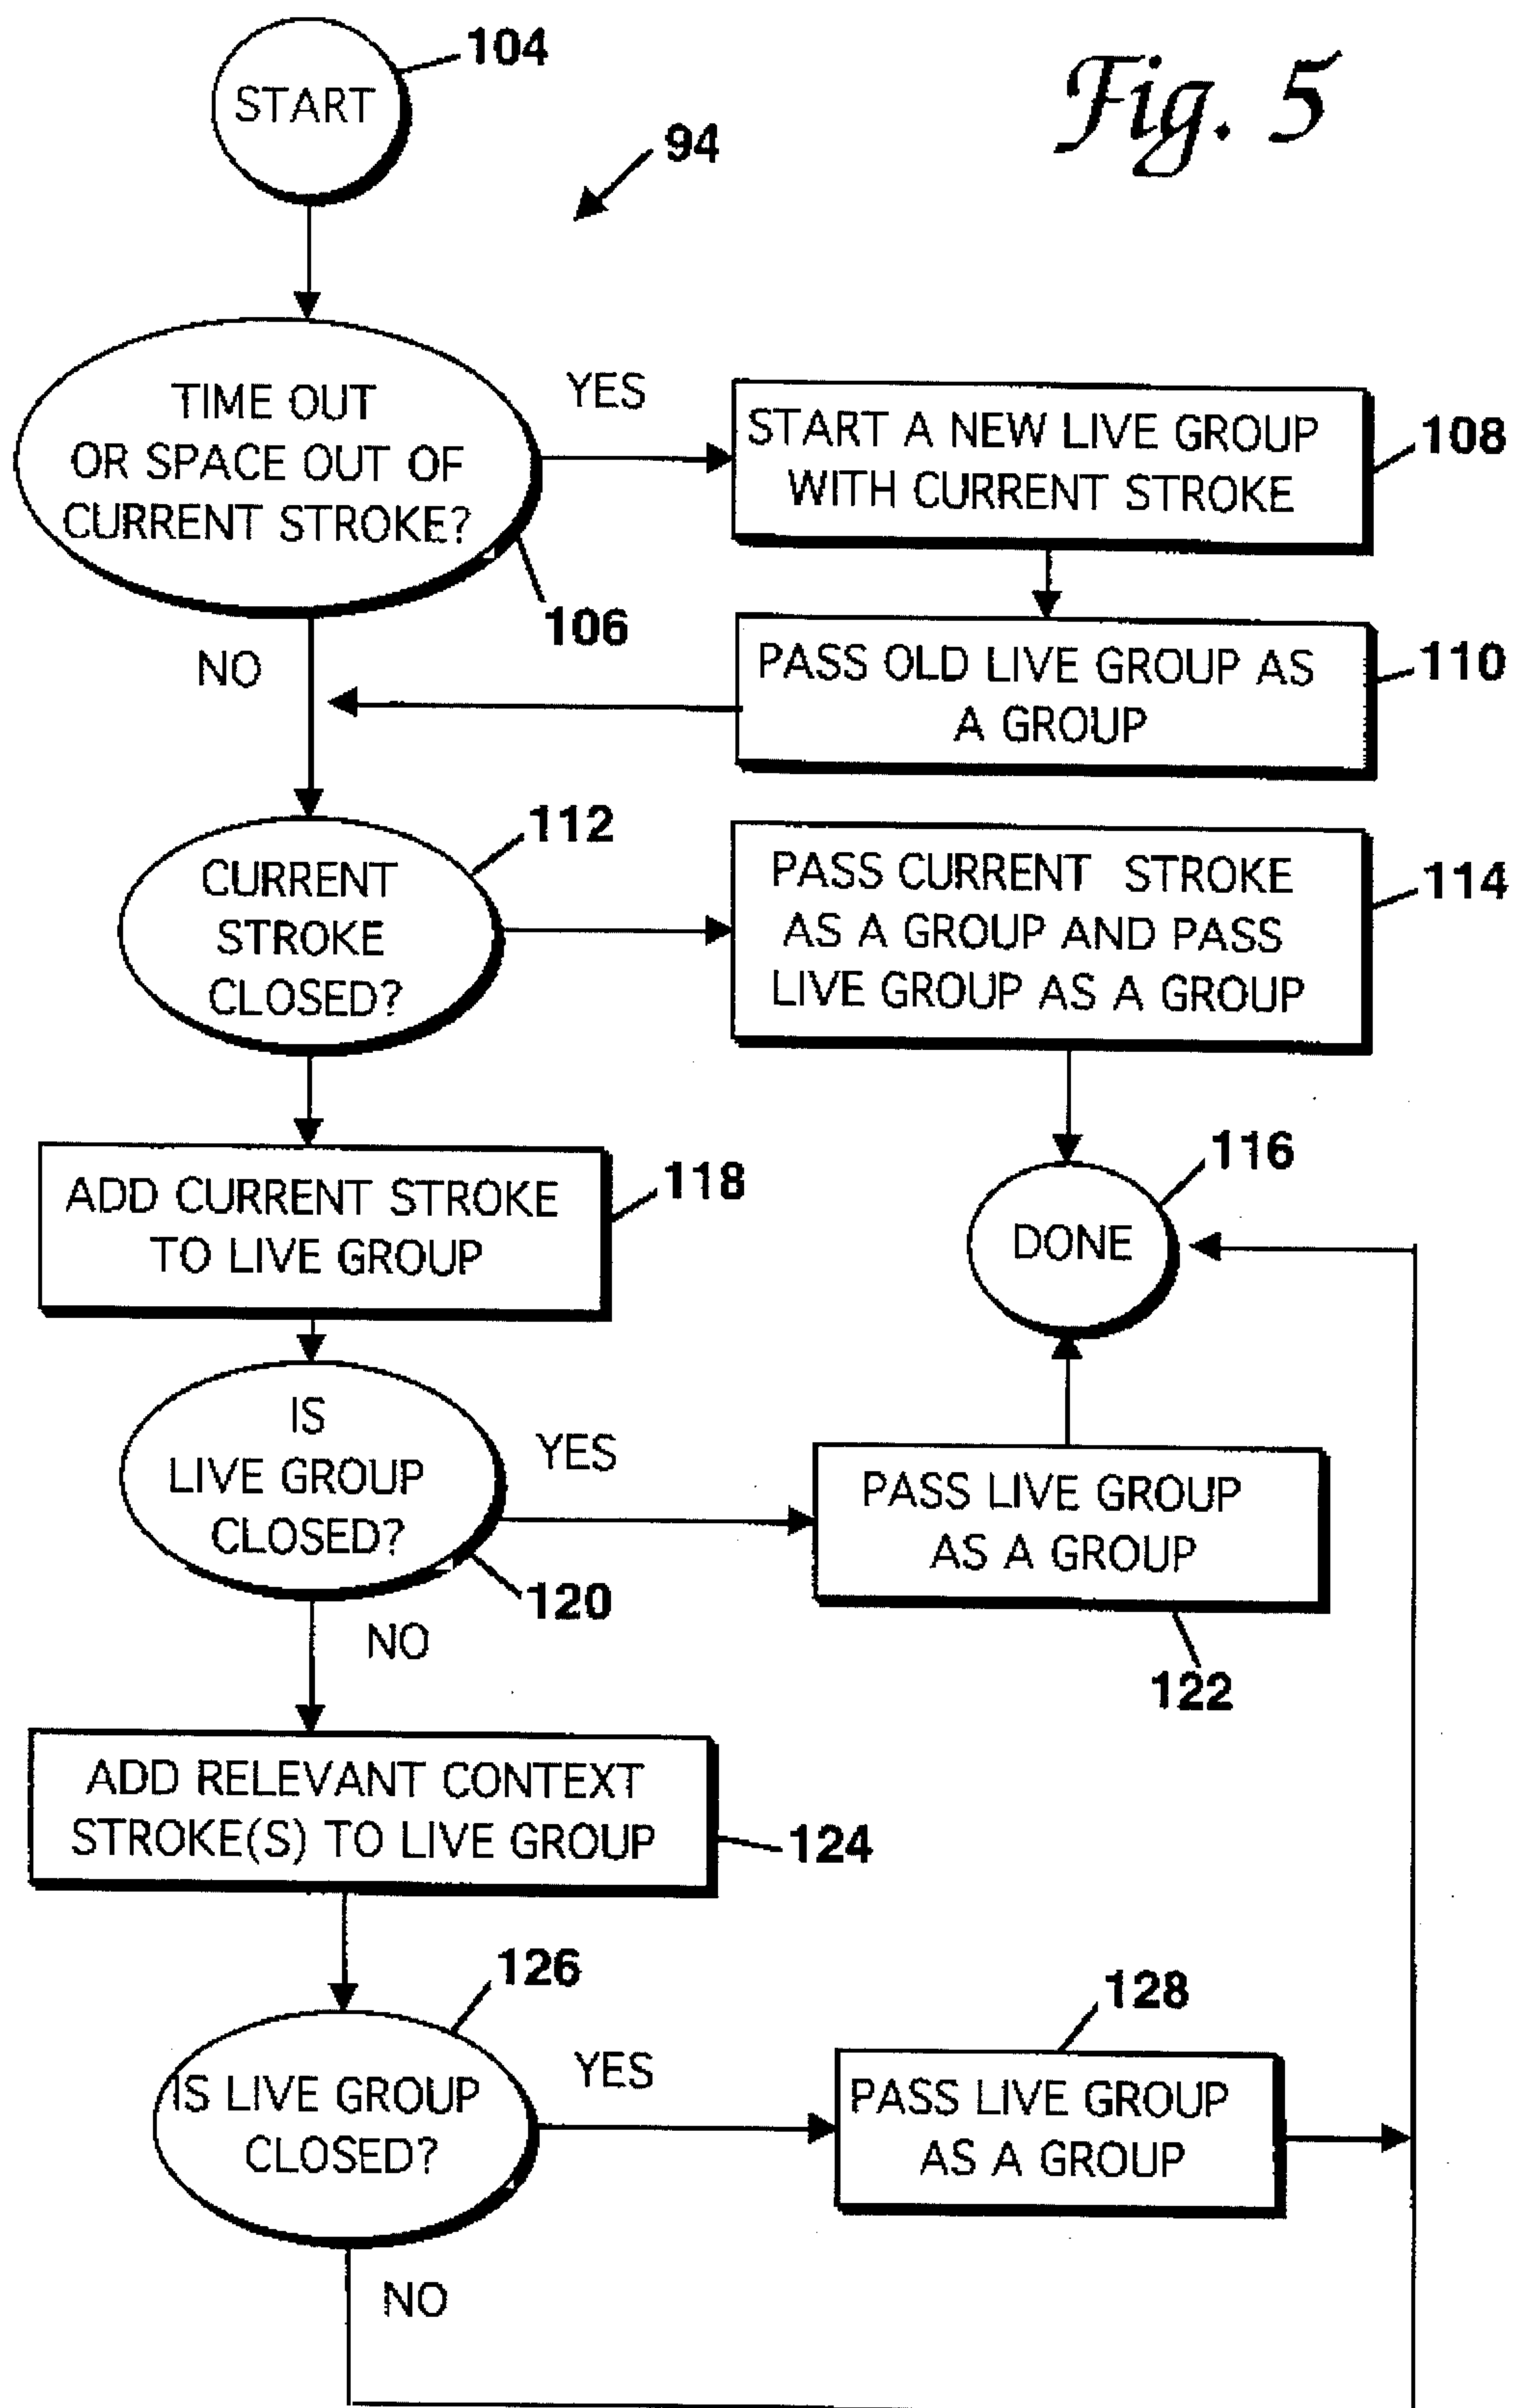 104
START
Fig. 5
94
TIME OUT
OR SPACE OUT OF
CURRENT STROKE?
YES
START A NEW LIVE GROUP
WITH CURRENT STROKE
108
106
NO
PASS OLD LIVE GROUP AS
A GROUP
110
112
CURRENT
STROKE
CLOSED?
PASS CURRENT STROKE
AS A GROUP AND PASS
LIVE GROUP AS A GROUP
114
116
DONE
ADD CURRENT STROKE
TO LIVE GROUP
118
IS
LIVE GROUP
CLOSED?
YES
PASS LIVE GROUP
AS A GROUP
120
NO
122
ADD RELEVANT CONTEXT
STROKE(S) TO LIVE GROUP
124
126
128
IS LIVE GROUP
CLOSED?
YES
PASS LIVE GROUP
AS A GROUP
NO